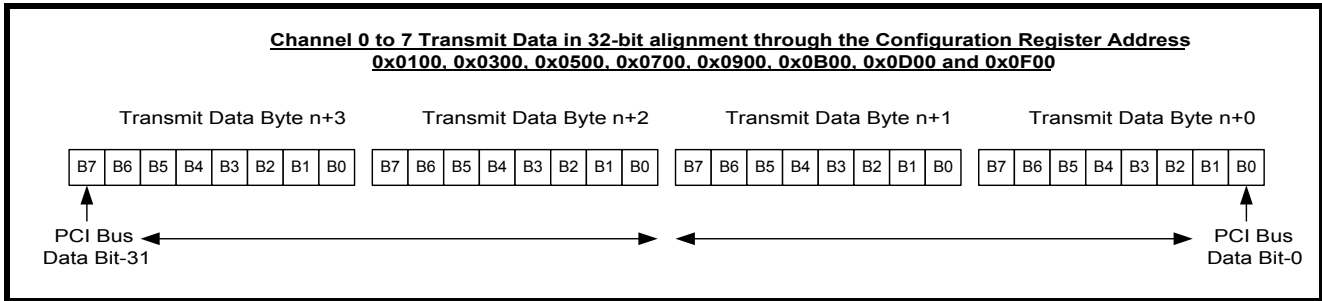 Channel 0 to 7 Transmit Data in 32-bit alignment through the Configuration Register Address
0x0100, 0x0300, 0x0500, 0x0700, 0x0900, 0x0B00, 0x0D00 and 0x0F00
Transmit Data Byte n+3 Transmit Data Byte n+2 Transmit Data Byte n+1 Transmit Data Byte n+0
B7 B6 B5 B4 B3 B2 B1 B0 B7 B6 B5 B4 B3 B2 B1 B0 B7 B6 B5 B4 B3 B2 B1 B0 B7 B6 B5 B4 B3 B2 B1 B0
PCI Bus PCI Bus
Data Bit-31 Data Bit-0